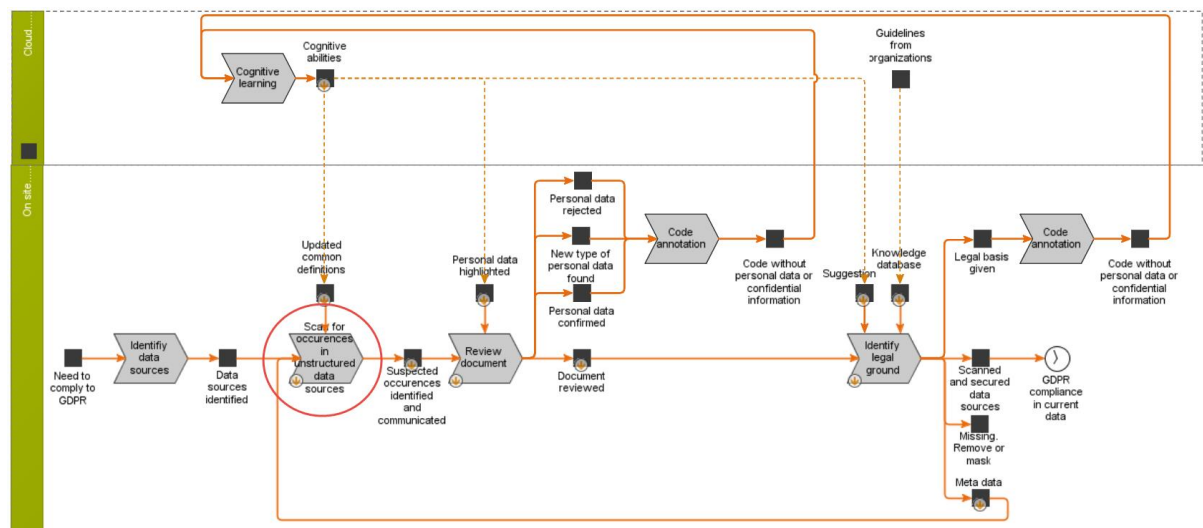 Cloud......
Cognitive
learning
Cognitive
abilities
Guidelines
from
organizations
On site......
Need to
comply to
GDPR
Identifiy
data
sources
Data
sources
identified
Updated
common
definitions
Scan for
occurences in
unstructured
data
sources
Suspected
occurences
identified
and
communicated
Personal data
highlighted
Review
document
Personal data
rejected
New type of
personal data
found
Personal data
confirmed
Document
reviewed
Code
annotation
Code without
personal data or
confidential
information
Suggestion
Knowledge
database
Identify
legal
ground
Legal basis
given
Code
annotation
Code without
personal data or
confidential
information
Scanned
and secured
data
sources
GDPR
compliance
in current
data
Missing.
Remove or
mask
Meta data